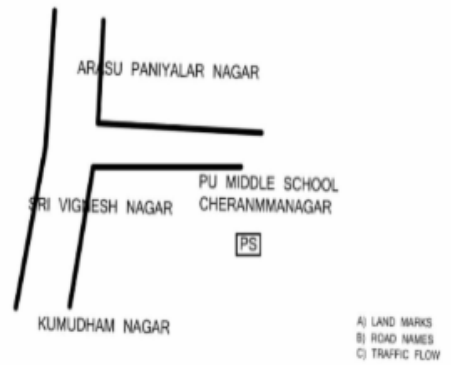 ARASU PANIYALAR NAGAR
PU MIDDLE SCHOOL
SRI VIGNESH NAGAR CHERANMMANAGAR
PS
KUMUDHAM NAGAR
A) LAND MARKS
B) ROAD NAMES
C) TRAFFIC FLOW